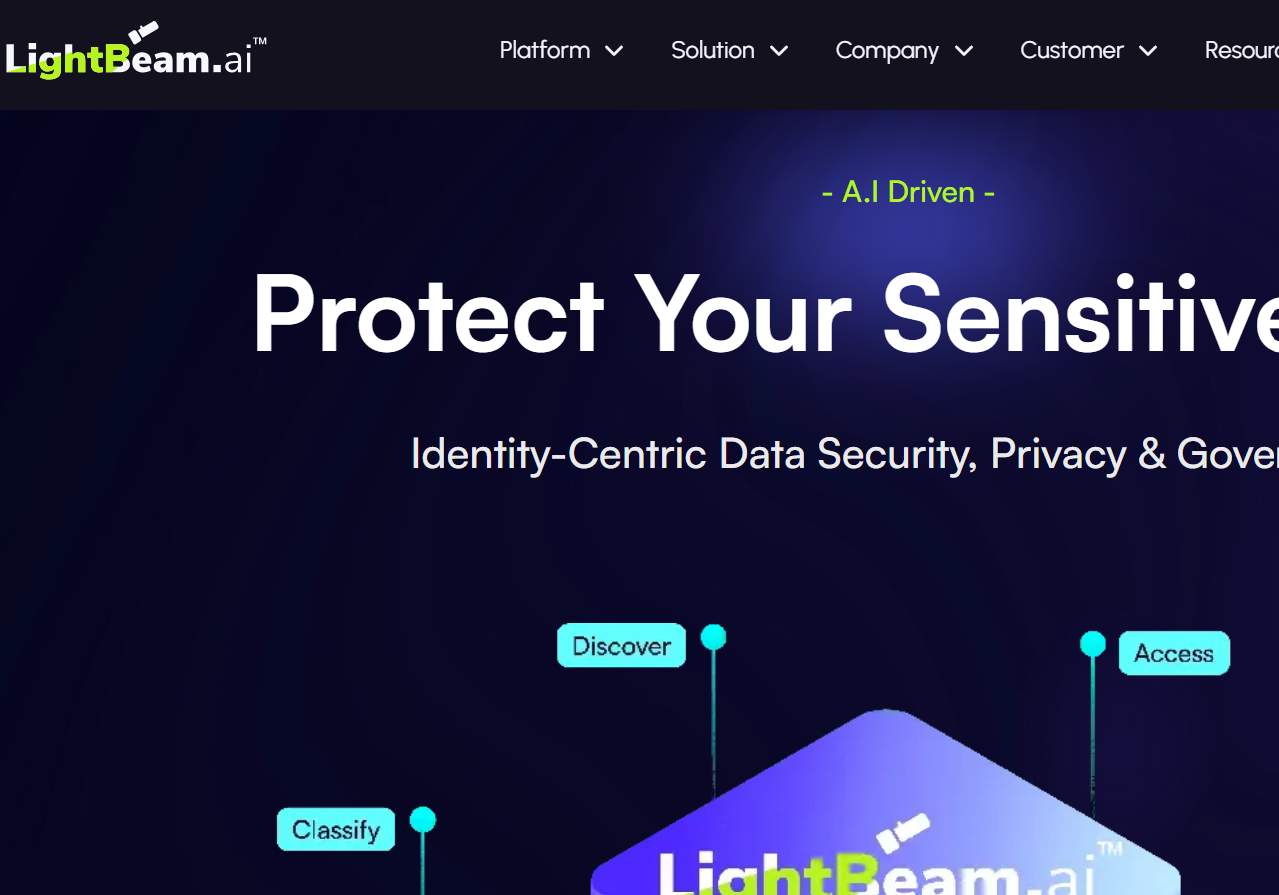 LightBeam.ai™
Platform Solution Company Customer Resourc
- A.I Driven -
Protect Your Sensitive
Identity-Centric Data Security, Privacy & Gover
Discover
Access
Classify
LightBeam.ai™